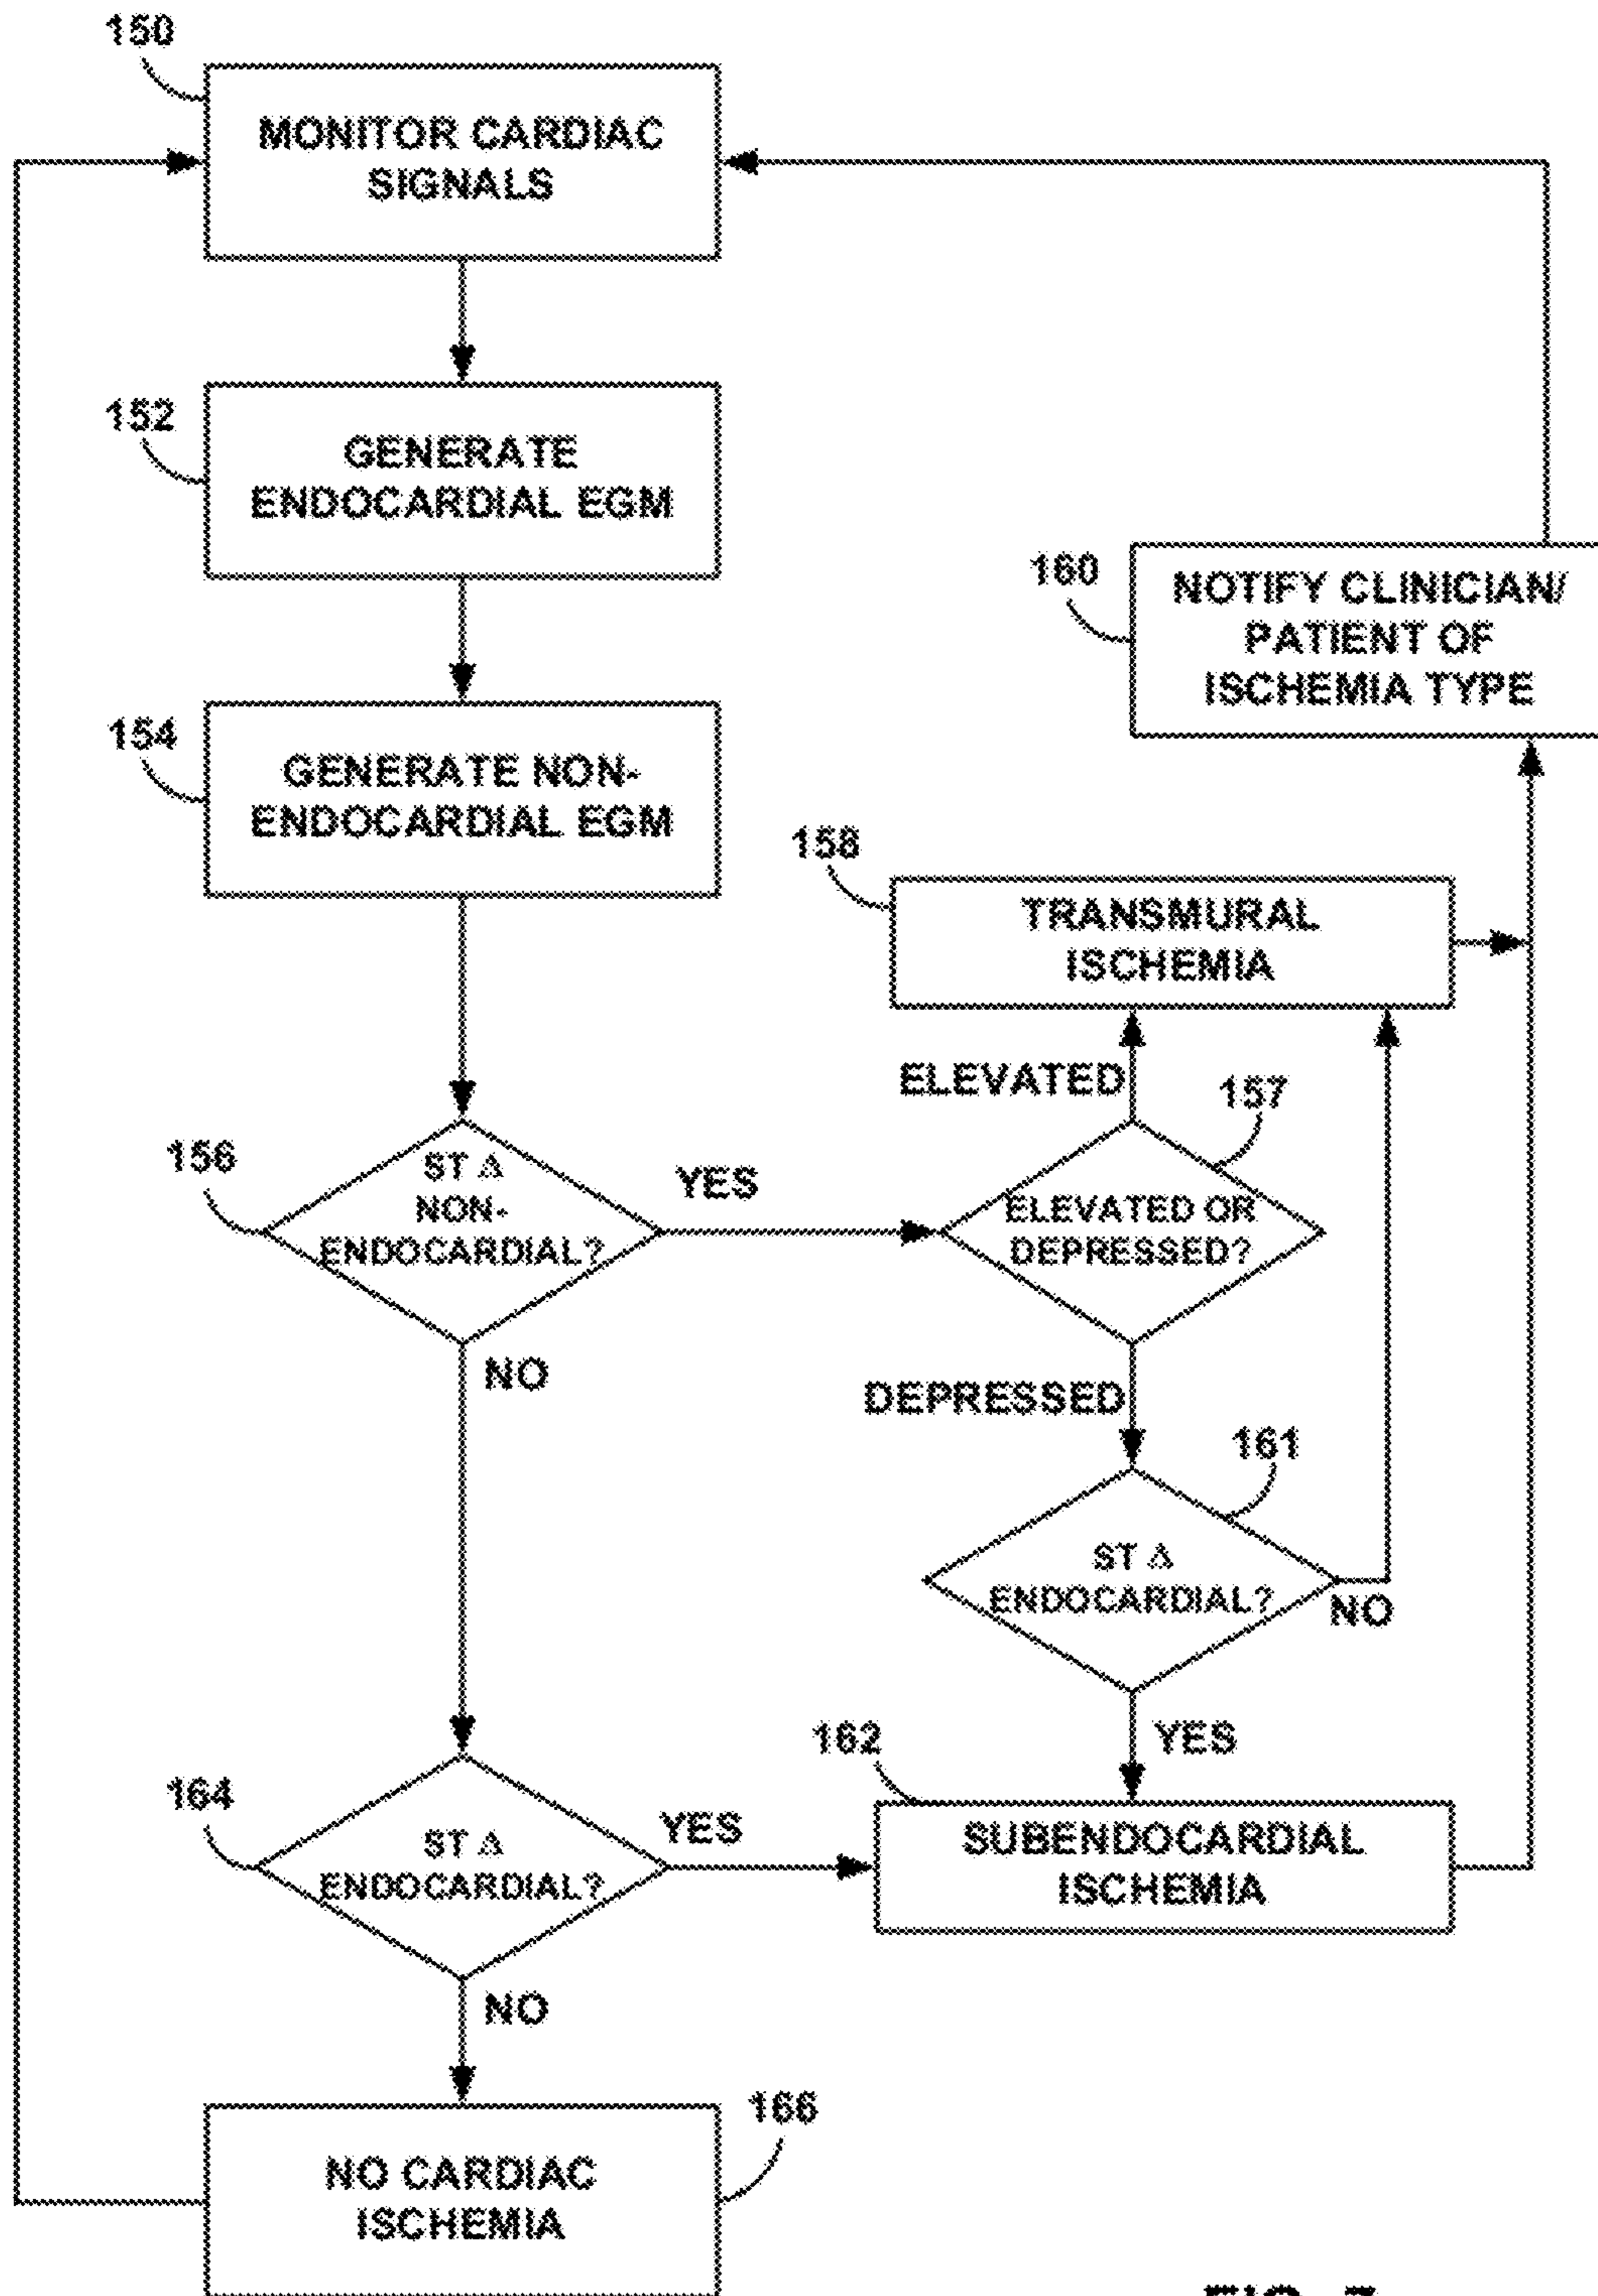 150
MONITOR CARDIAC
SIGNALS
152
GENERATE
ENDOCARDIAL EGM
160
NOTIFY CLINICIAN/
PATIENT OF
ISCHEMIA TYPE
154
GENERATE NON-
ENDOCARDIAL EGM
158
TRANSMURAL
ISCHEMIA
ELEVATED
157
156
ST Δ
NON-
ENDOCARDIAL?
YES
ELEVATED OR
DEPRESSED?
NO
DEPRESSED
161
ST Δ
ENDOCARDIAL?
NO
YES
162
SUBENDOCARDIAL
ISCHEMIA
164
ST Δ
ENDOCARDIAL?
YES
NO
166
NO CARDIAC
ISCHEMIA